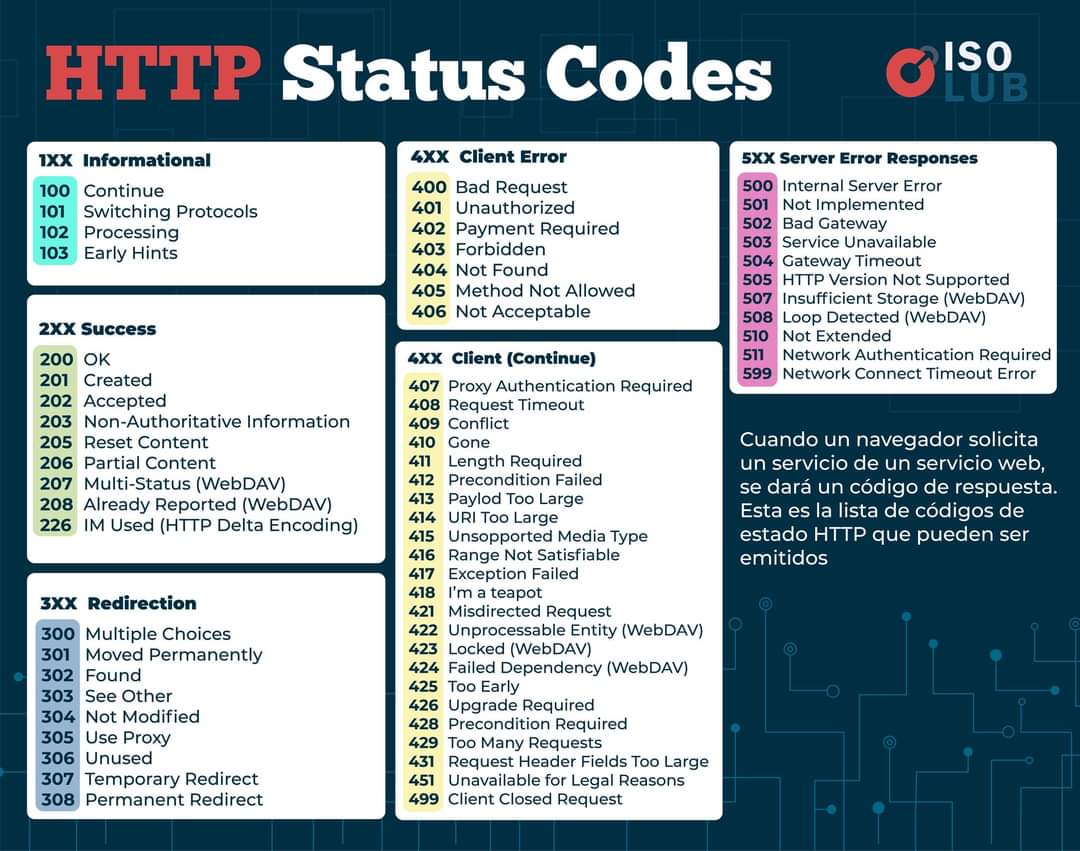 HTTP Status Codes
ISO
LUB
1XX Informational
100 Continue
101 Switching Protocols
102 Processing
103 Early Hints
2XX Success
200 OK
201 Created
202 Accepted
203 Non-Authoritative Information
205 Reset Content
206 Partial Content
207 Multi-Status (WebDAV)
208 Already Reported (WebDAV)
226 IM Used (HTTP Delta Encoding)
3XX Redirection
300 Multiple Choices
301 Moved Permanently
302 Found
303 See Other
304 Not Modified
305 Use Proxy
306 Unused
307 Temporary Redirect
308 Permanent Redirect
4XX Client Error
400 Bad Request
401 Unauthorized
402 Payment Required
403 Forbidden
404 Not Found
405 Method Not Allowed
406 Not Acceptable
4XX Client (Continue)
407 Proxy Authentication Required
408 Request Timeout
409 Conflict
410 Gone
411 Length Required
412 Precondition Failed
413 Paylod Too Large
414 URI Too Large
415 Unsopported Media Type
416 Range Not Satisfiable
417 Exception Failed
418 I'm a teapot
421 Misdirected Request
422 Unprocessable Entity (WebDAV)
423 Locked (WebDAV)
424 Failed Dependency (WebDAV)
425 Too Early
426 Upgrade Required
428 Precondition Required
429 Too Many Requests
431 Request Header Fields Too Large
451 Unavailable for Legal Reasons
499 Client Closed Request
5XX Server Error Responses
500 Internal Server Error
501 Not Implemented
502 Bad Gateway
503 Service Unavailable
504 Gateway Timeout
505 HTTP Version Not Supported
507 Insufficient Storage (WebDAV)
508 Loop Detected (WebDAV)
510 Not Extended
511 Network Authentication Required
599 Network Connect Timeout Error
Cuando un navegador solicita
un servicio de un servicio web,
se dará un código de respuesta.
Esta es la lista de códigos de
estado HTTP que pueden ser
emitidos